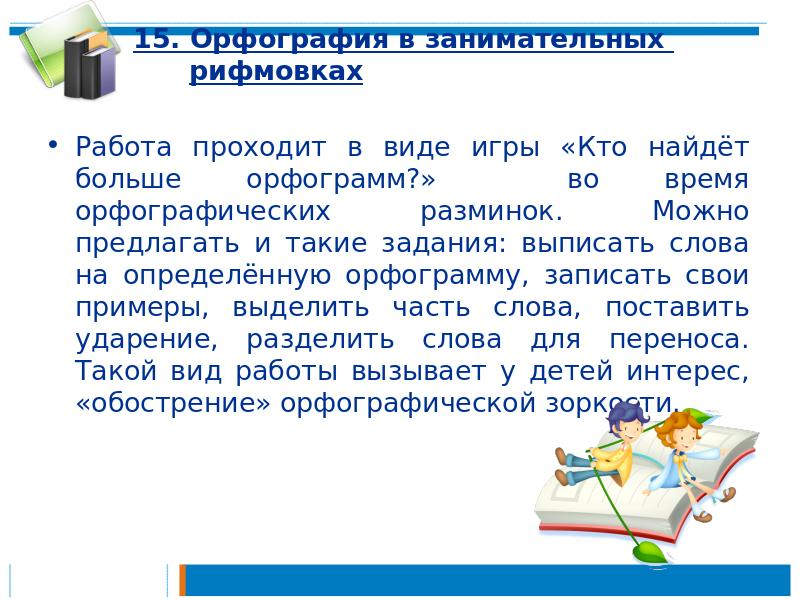 15. Орфография в занимательных
рифмовках
• Работа проходит в виде игры «Кто найдёт
больше орфограмм?» во время
орфографических разминок. Можно
предлагать и такие задания: выписать слова
на определённую орфограмму, записать свои
примеры, выделить часть слова, поставить
ударение, разделить слова для переноса.
Такой вид работы вызывает у детей интерес,
«обострение» орфографической зоркости.